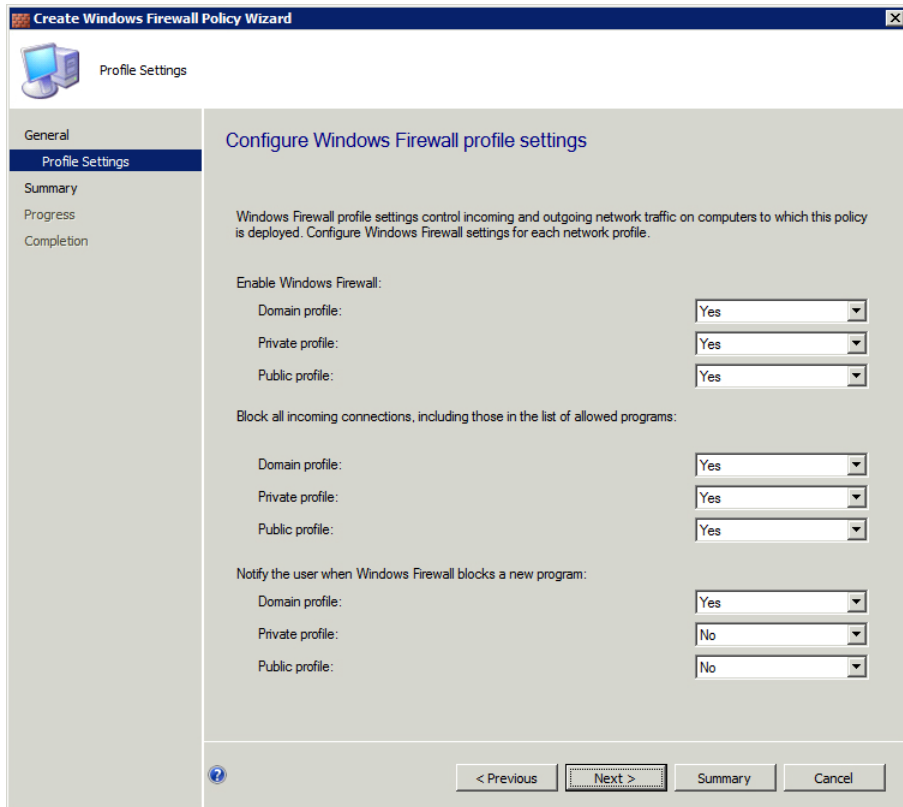 Create Windows Firewall Policy Wizard
Profile Settings
General
Profile Settings
Summary
Progress
Completion
Configure Windows Firewall profile settings
Windows Firewall profile settings control incoming and outgoing network traffic on computers to which this policy
is deployed. Configure Windows Firewall settings for each network profile.
Enable Windows Firewall:
Domain profile: Yes
Private profile: Yes
Public profile: Yes
Block all incoming connections, including those in the list of allowed programs:
Domain profile: Yes
Private profile: Yes
Public profile: Yes
Notify the user when Windows Firewall blocks a new program:
Domain profile: Yes
Private profile: No
Public profile: No
< Previous Next > Summary Cancel